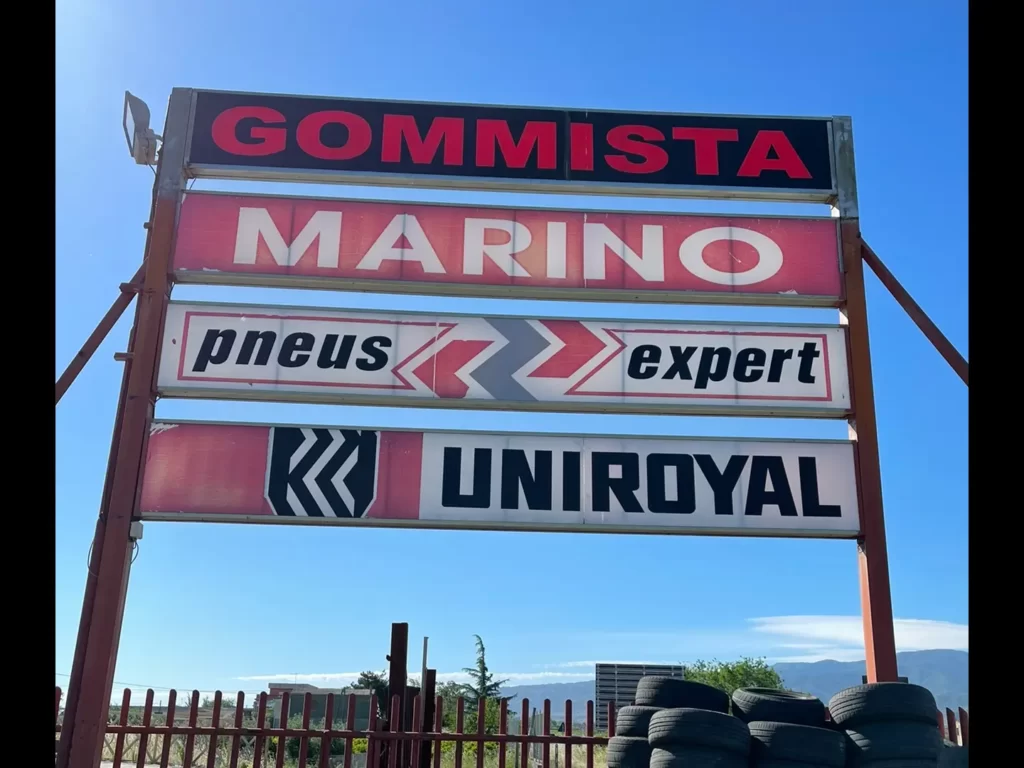 GOMMISTA
MARINO
pneus expert
UNIROYAL